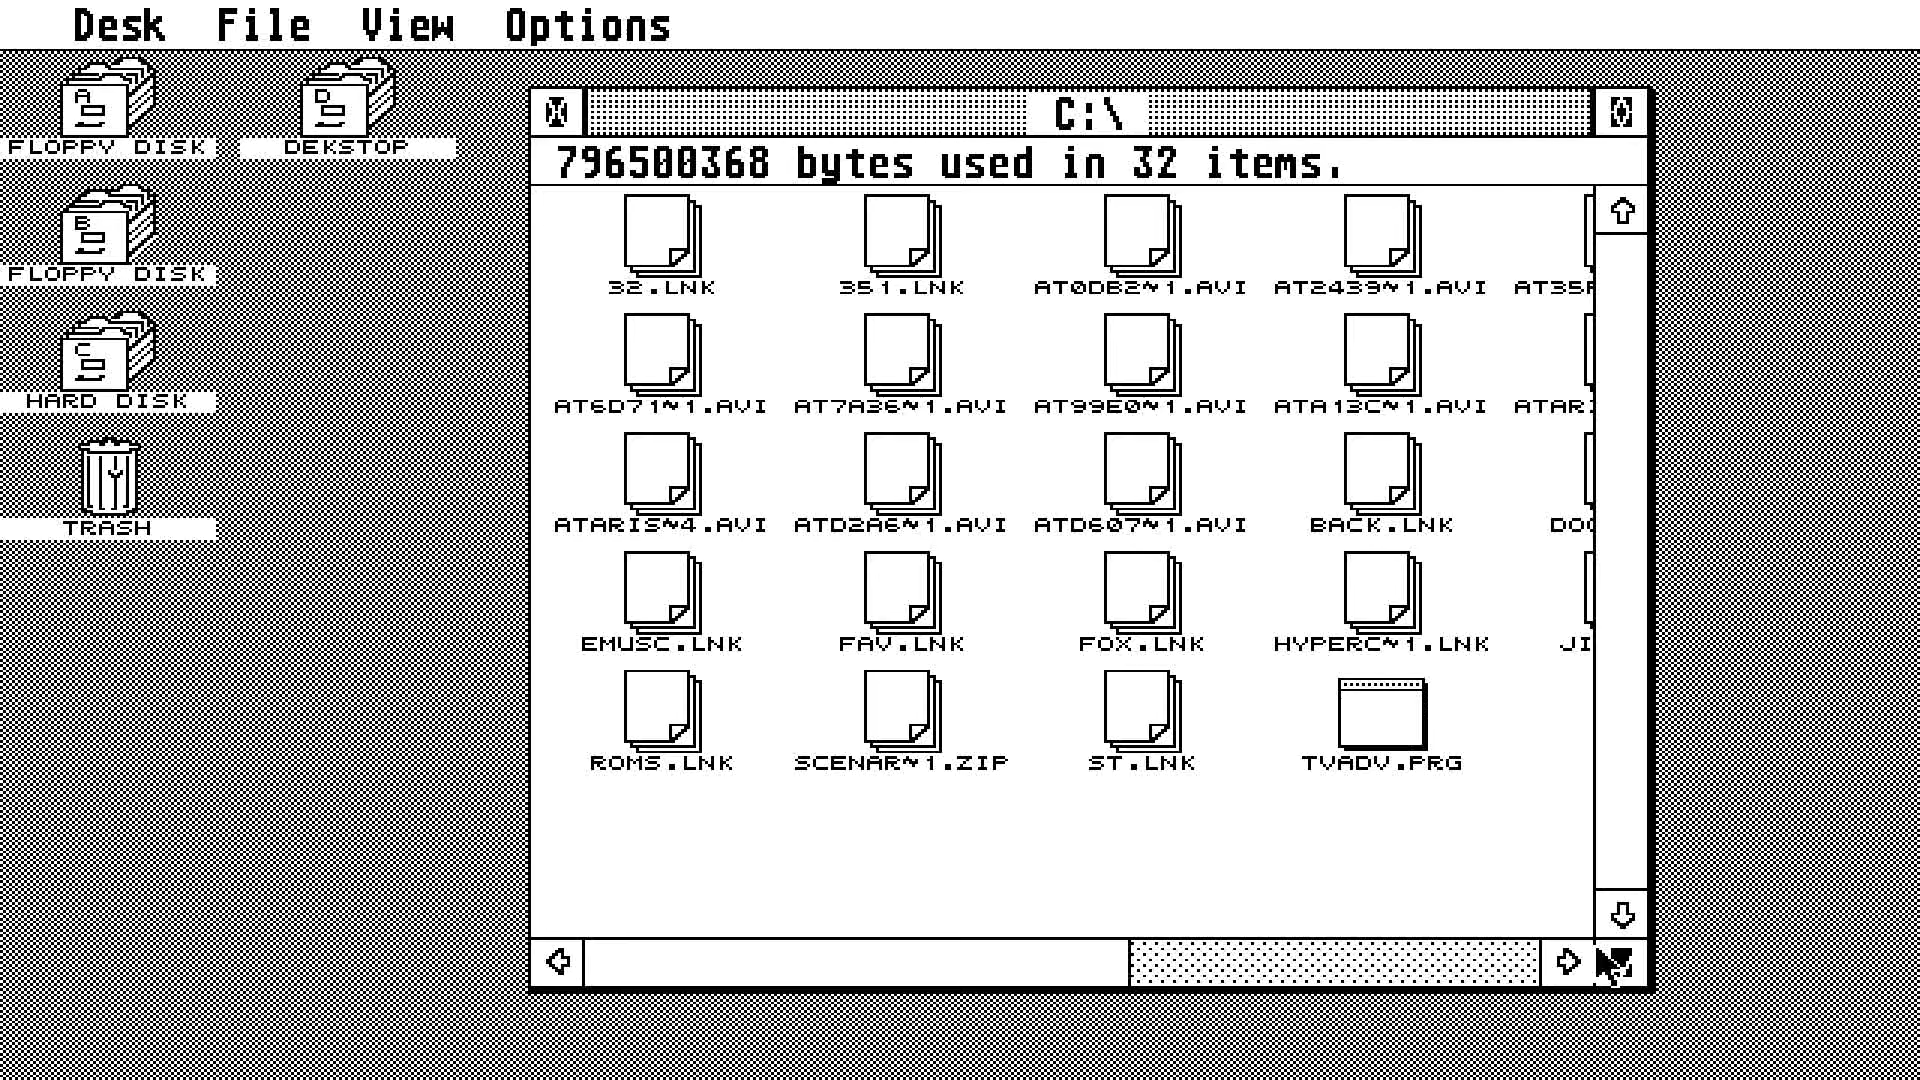 Desk File View Options
A
FLOPPY DISK
D
DEKSTOP
B
FLOPPY DISK
C
HARD DISK
TRASH
C:\
796500368 bytes used in 32 items.
32.LNK 351.LNK AT0DB2~1.AVI AT2439~1.AVI
AT6D71~1.AVI AT7A36~1.AVI AT99E0~1.AVI ATA13C~1.AVI ATAR
ATARIS~4.AVI ATD2A6~1.AVI ATD607~1.AVI BACK.LNK
EMUSC.LNK FAV.LNK FOX.LNK HYPERC~1.LNK JI
ROMS.LNK SCENAR~1.ZIP ST.LNK TVADV.PRG